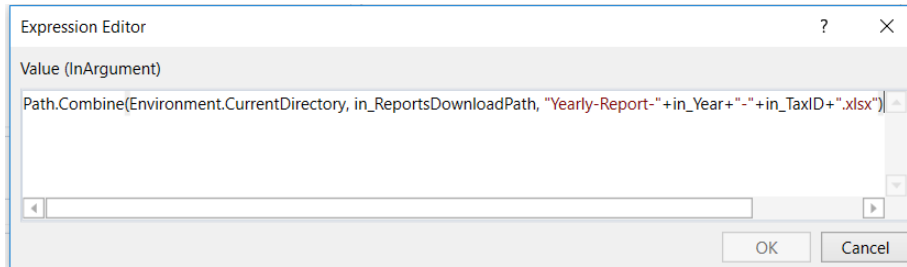 Expression Editor ? ×
Value (InArgument)
Path.Combine(Environment.CurrentDirectory, in_ReportsDownloadPath, "Yearly-Report-"+in_Year+"-"+in_TaxID+".xlsx")
OK Cancel